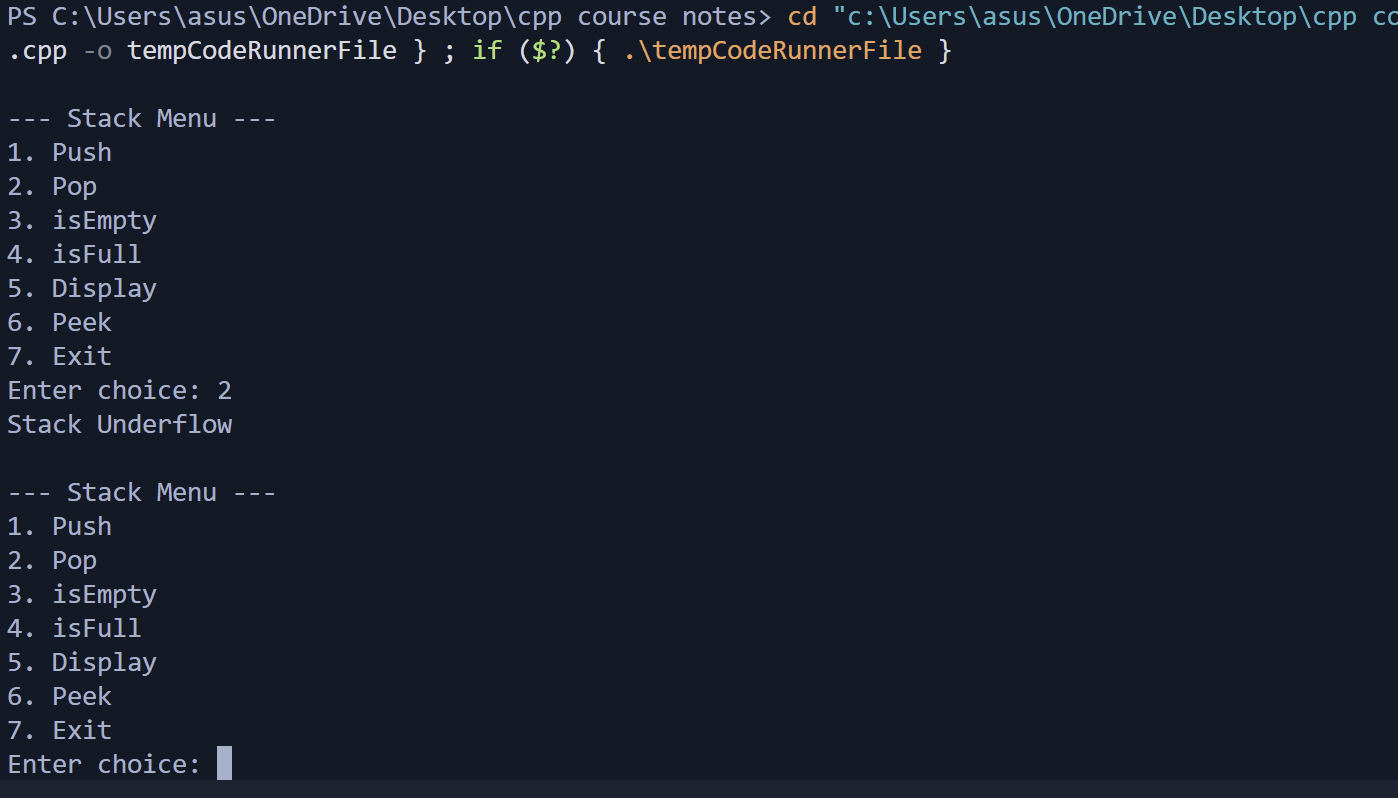 PS C:\Users\asus\OneDrive\Desktop\cpp course notes> cd "c:\Users\asus\OneDrive\Desktop\cpp cc
.cpp -o tempCodeRunnerFile } ; if ($?) { .\tempCodeRunnerFile }
--- Stack Menu ---
1. Push
2. Pop
3. isEmpty
4. isFull
5. Display
6. Peek
7. Exit
Enter choice: 2
Stack Underflow
--- Stack Menu ---
1. Push
2. Pop
3. isEmpty
4. isFull
5. Display
6. Peek
7. Exit
Enter choice: